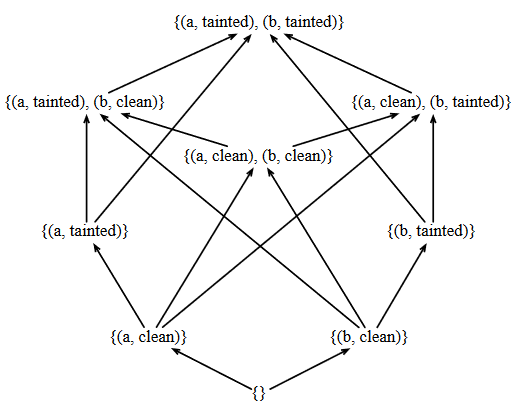 {(a, tainted), (b, tainted)}
{(a, tainted), (b, clean)}
{(a, clean), (b, tainted)}
{(a, clean), (b, clean)}
{(a, tainted)}
{(b, tainted)}
{(a, clean)}
{(b, clean)}
{}